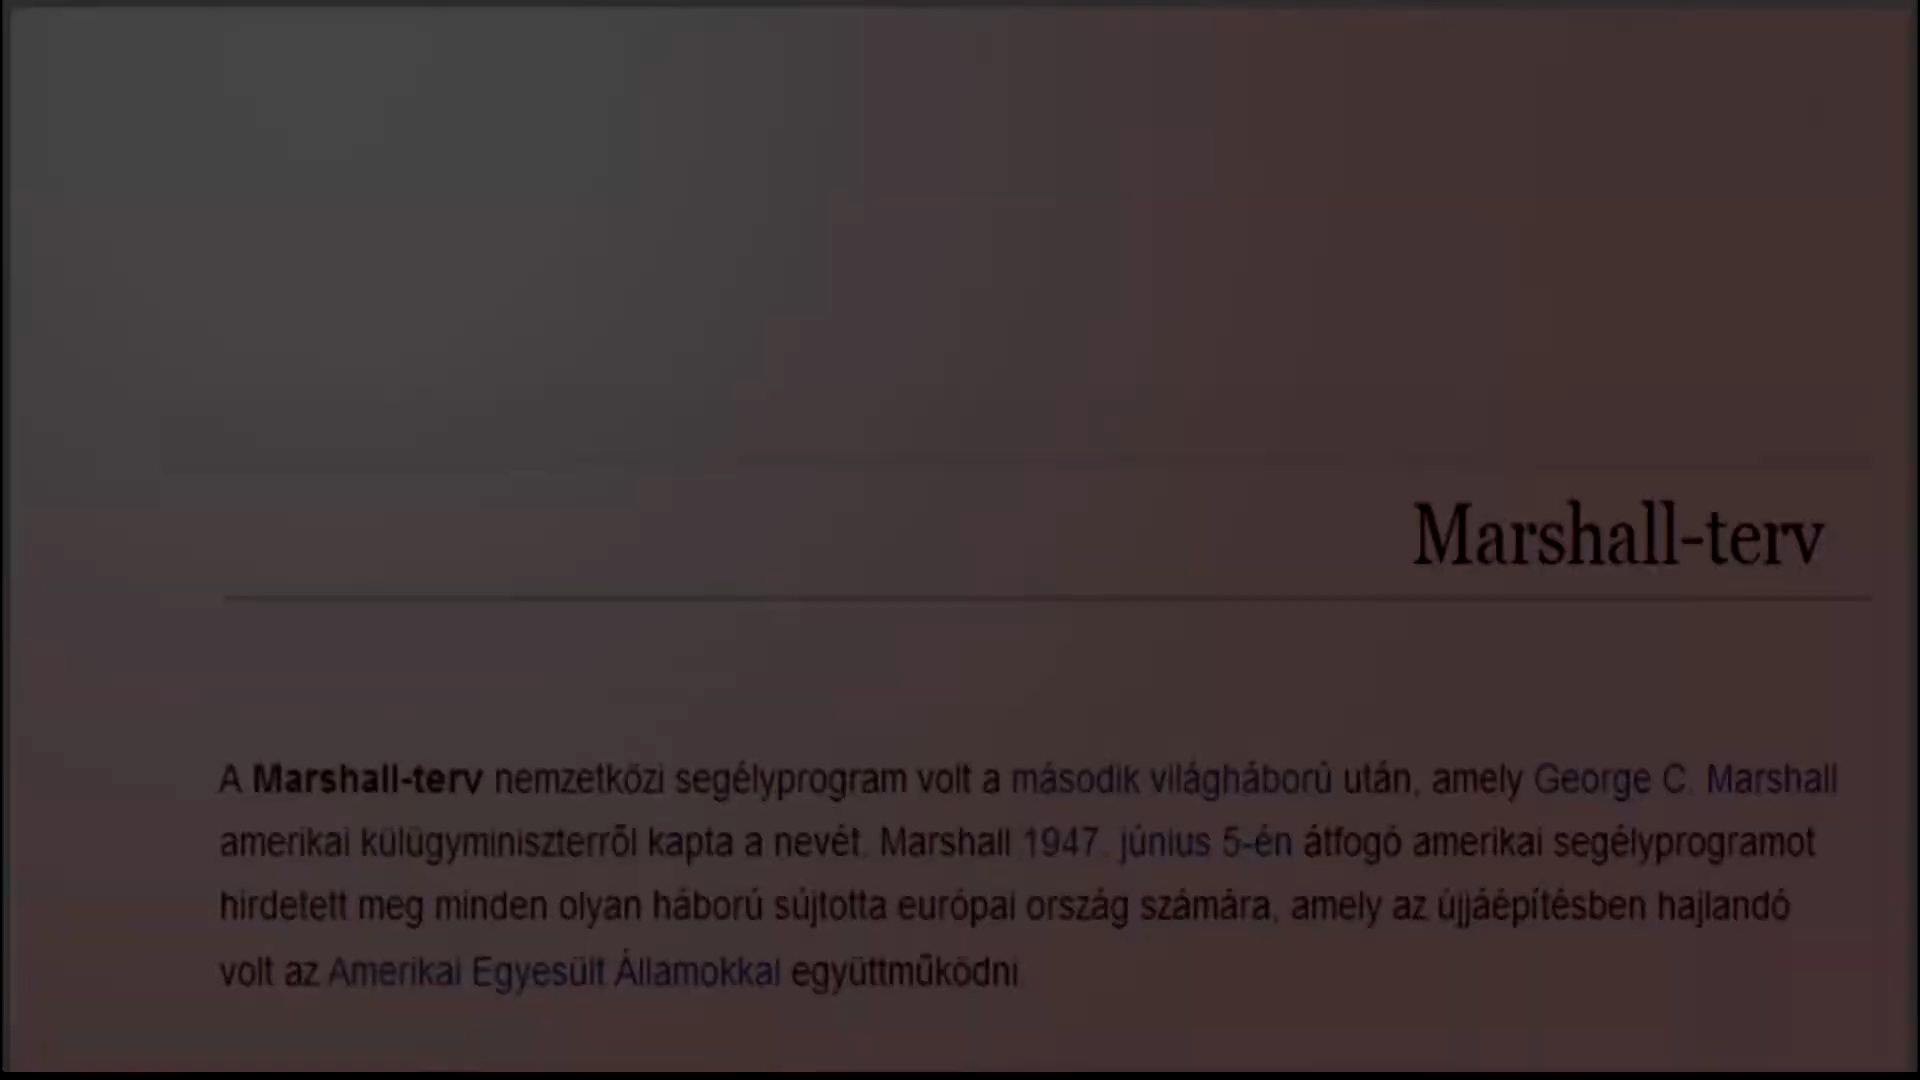 Marshall-terv
A Marshall-terv nemzetközi segélyprogram volt a második világháború után, amely George C. Marshall
amerikai külügyminiszterről kapta a nevét. Marshall 1947. június 5-én átfogó amerikai segélyprogramot
hirdetett meg minden olyan háború sújtotta európai ország számára, amely az újjáépítésben hajlandó
volt az Amerikai Egyesült Államokkal együttműködni